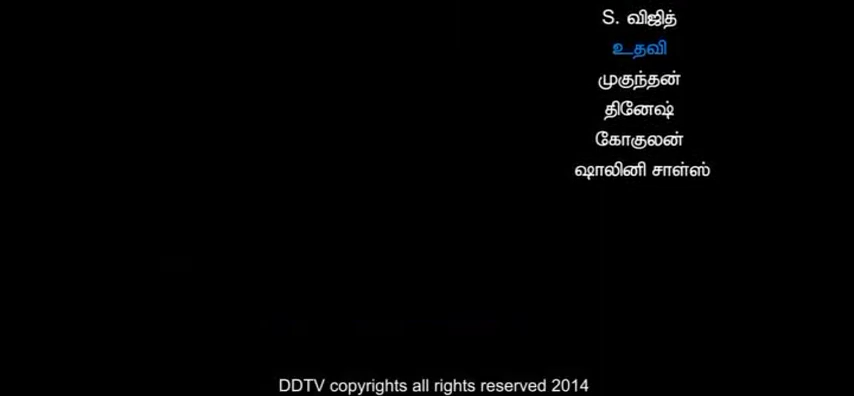 S. விஜித்
உதவி
முகுந்தன்
தினேஷ்
கோகுலன்
ஷாலினி சாள்ஸ்
DDTV copyrights all rights reserved 2014